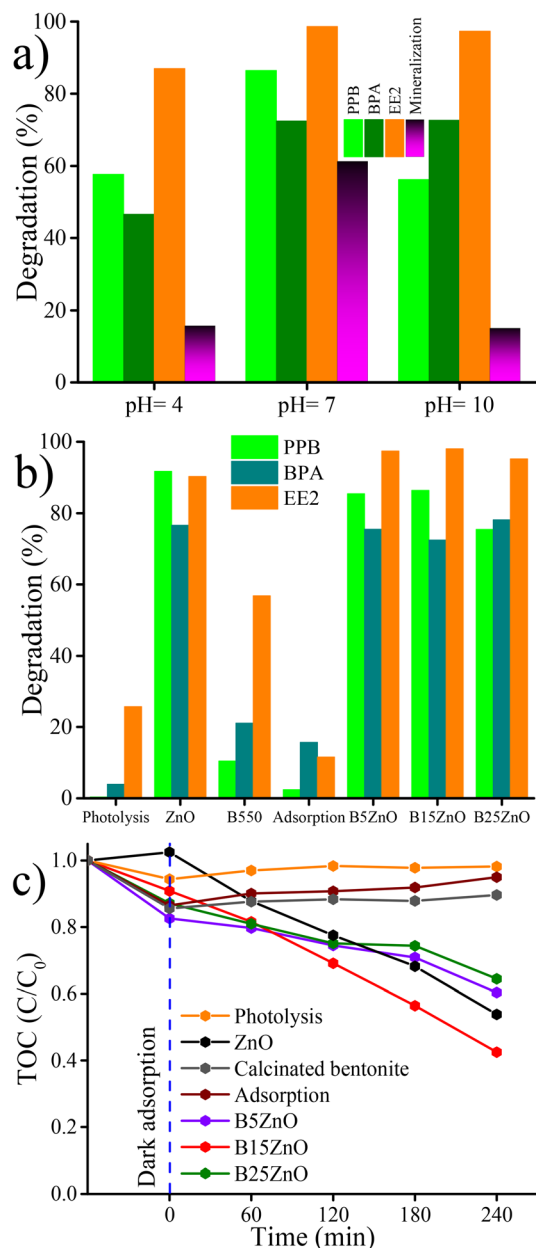 a)
Degradation (%)
100
80
60
40
20
0
PPB
BPA
EE2
Mineralization
pH= 4
pH= 7
pH= 10
b)
Degradation (%)
100
80
60
40
20
0
PPB
BPA
EE2
Photolysis
ZnO
B550
Adsorption
B5ZnO
B15ZnO
B25ZnO
c)
TOC (C/C0)
1.0
0.8
0.6
0.4
0.2
0.0
Dark adsorption
Photolysis
ZnO
Calcinated bentonite
Adsorption
B5ZnO
B15ZnO
B25ZnO
0
60
120
180
240
Time (min)